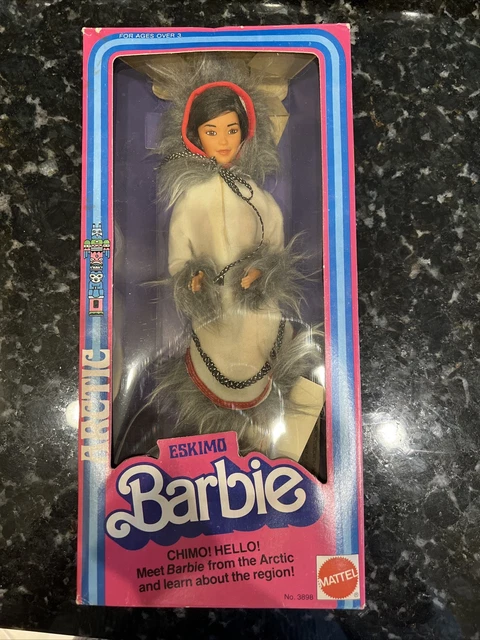 FOR AGES OVER 3
ARCTIC
ESKIMO
Barbie
CHIMO! HELLO!
Meet Barbie from the Arctic
and learn about the region!
No. 3898
MATTEL